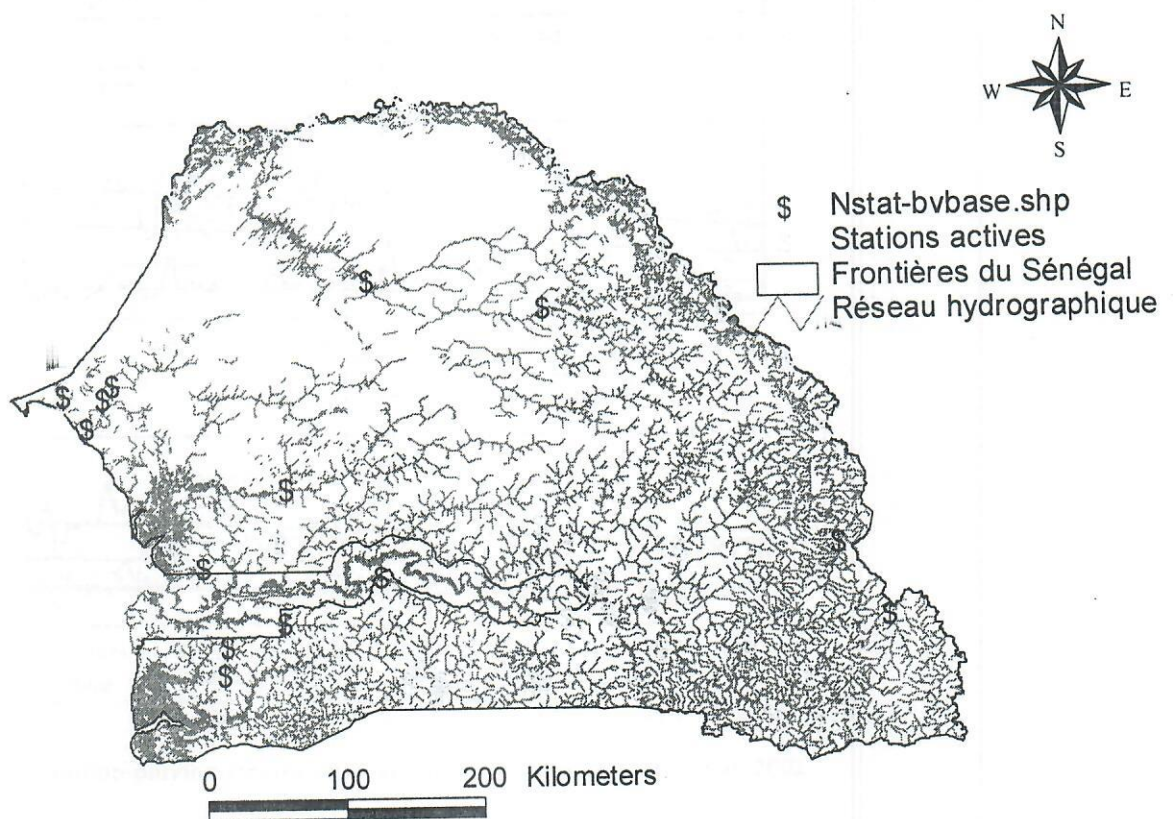 N
W E
S
$ Nstat-bvbase.shp
Stations actives
Frontières du Sénégal
Réseau hydrographique
$
$
$ $ $
$
$
$
$
$
$
$
$
$
$
0 100 200 Kilometers